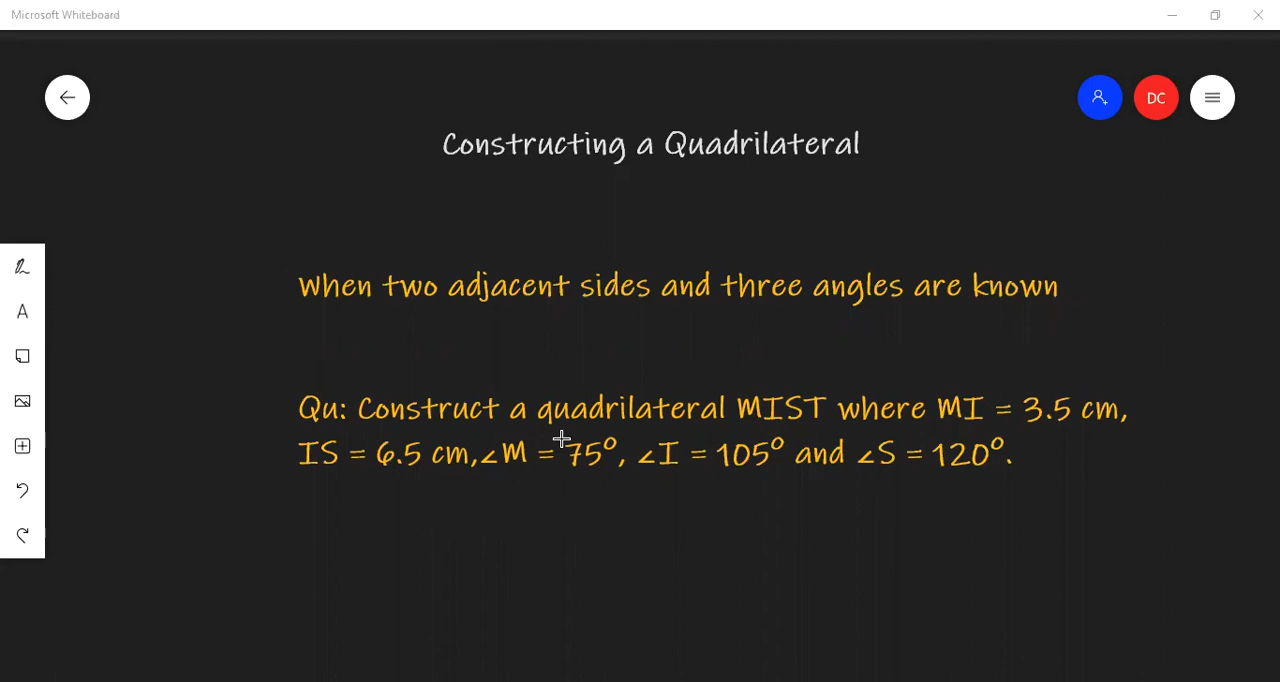 Microsoft Whiteboard
DC
Constructing a Quadrilateral
When two adjacent sides and three angles are known
Qu: Construct a quadrilateral MIST where MI = 3.5 cm,
IS = 6.5 cm,∠M = 75°, ∠I = 105° and ∠S = 120°.
A